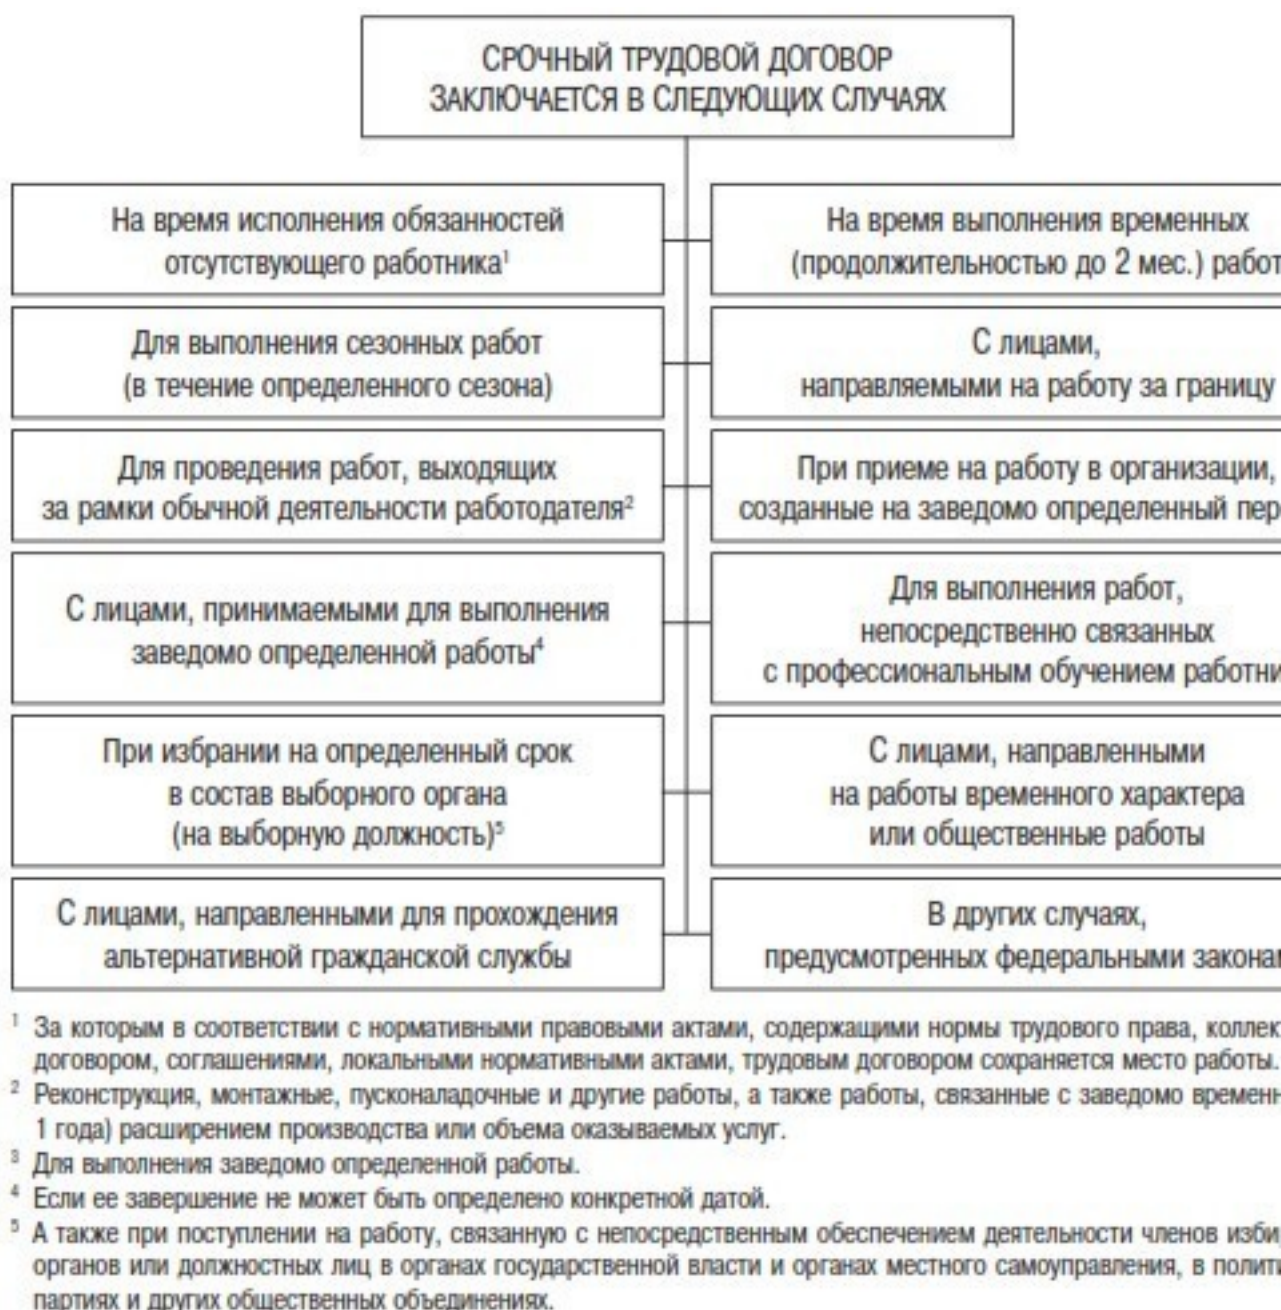 СРОЧНЫЙ ТРУДОВОЙ ДОГОВОР
ЗАКЛЮЧАЕТСЯ В СЛЕДУЮЩИХ СЛУЧАЯХ
На время исполнения обязанностей
отсутствующего работника¹
На время выполнения временных
(продолжительностью до 2 мес.) работ
Для выполнения сезонных работ
(в течение определенного сезона)
С лицами,
направляемыми на работу за границу
Для проведения работ, выходящих
за рамки обычной деятельности работодателя²
При приеме на работу в организации,
созданные на заведомо определенный
С лицами, принимаемыми для выполнения
заведомо определенной работы⁴
Для выполнения работ,
непосредственно связанных
с профессиональным обучением
При избрании на определенный срок
в состав выборного органа
(на выборную должность)⁵
С лицами, направленными
на работы временного характера
или общественные работы
С лицами, направленными для прохождения
альтернативной гражданской службы
В других случаях,
предусмотренных федеральными
¹ За которым в соответствии с нормативными правовыми актами, содержащими нормы трудового права,
договором, соглашениями, локальными нормативными актами, трудовым договором сохраняется место работы.
² Реконструкция, монтажные, пусконаладочные и другие работы, а также работы, связанные с заведомо
1 года) расширением производства или объема оказываемых услуг.
³ Для выполнения заведомо определенной работы.
⁴ Если ее завершение не может быть определено конкретной датой.
⁵ А также при поступлении на работу, связанную с непосредственным обеспечением деятельности членов
органов или должностных лиц в органах государственной власти и органах местного самоуправления, в
партиях и других общественных объединениях.